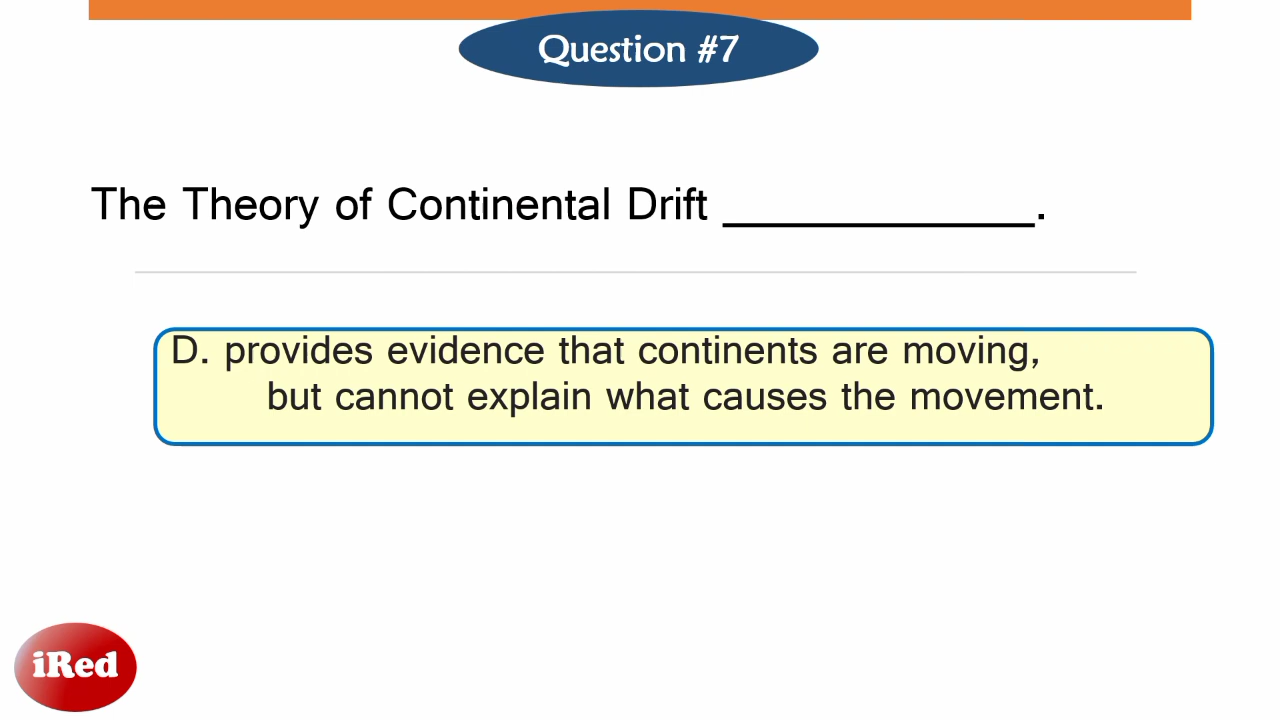 Question #7
The Theory of Continental Drift _____________.
D. provides evidence that continents are moving,
but cannot explain what causes the movement.
iRed